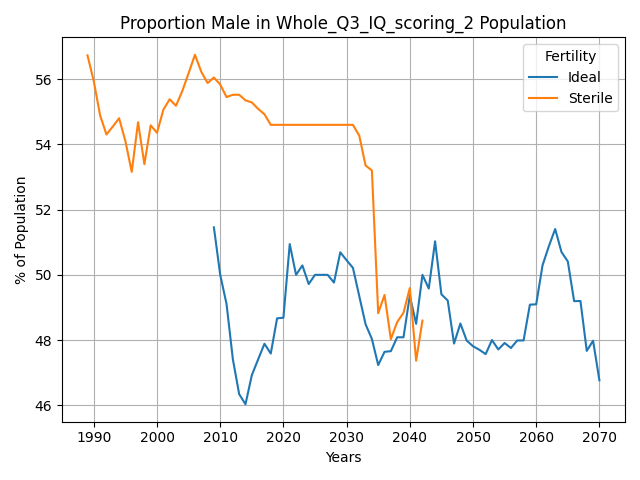 Proportion Male in Whole_Q3_IQ_scoring_2 Population
Fertility
Ideal
Sterile
% of Population
56
54
52
50
48
46
1990 2000 2010 2020 2030 2040 2050 2060 2070
Years